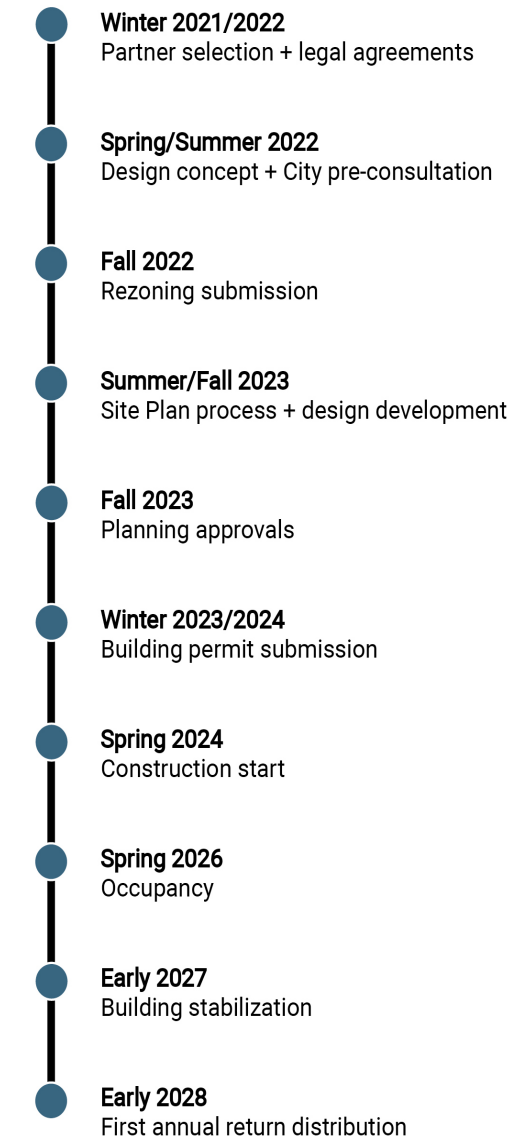 Winter 2021/2022
Partner selection + legal agreements
Spring/Summer 2022
Design concept + City pre-consultation
Fall 2022
Rezoning submission
Summer/Fall 2023
Site Plan process + design development
Fall 2023
Planning approvals
Winter 2023/2024
Building permit submission
Spring 2024
Construction start
Spring 2026
Occupancy
Early 2027
Building stabilization
Early 2028
First annual return distribution